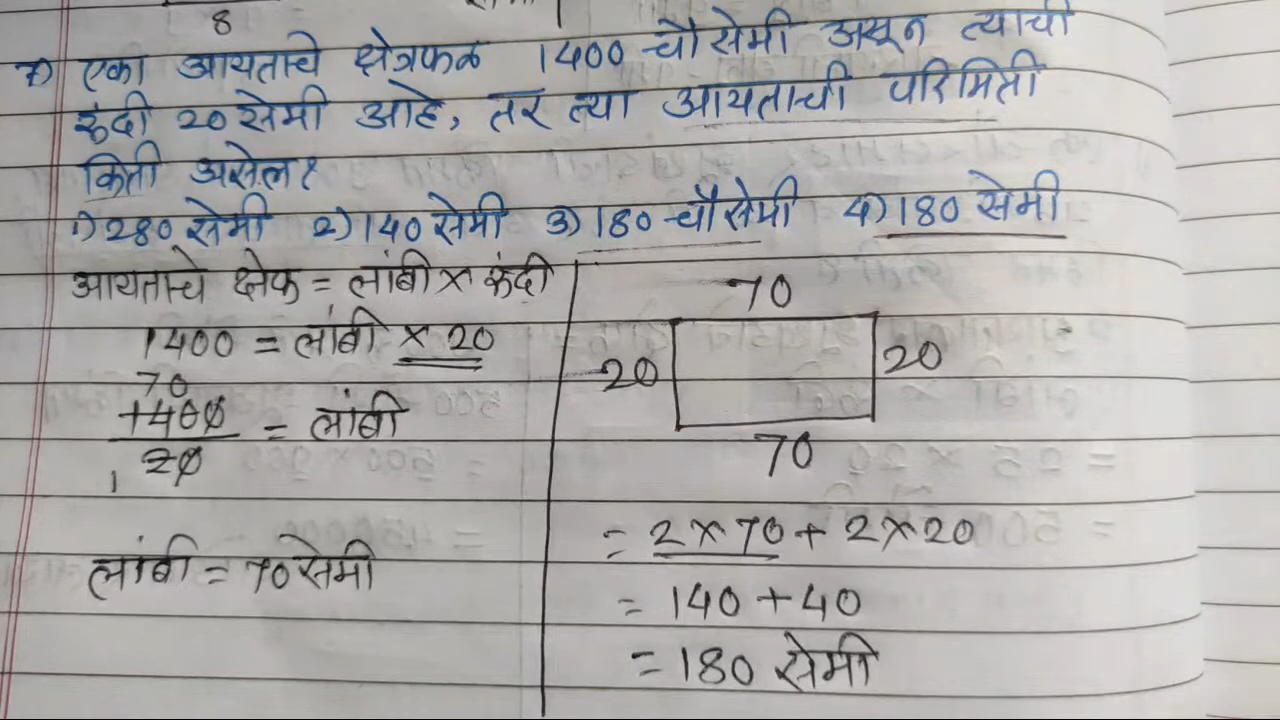 8
7) एका आयताचे क्षेत्रफळ 1400 चौ सेमी असून त्याची
रुंदी 20 सेमी आहे, तर त्या आयताची परिमिती
किती असेल?
1) 280 सेमी 2) 140 सेमी 3) 180 चौ सेमी 4) 180 सेमी
आयताचे क्षेफ = लांबी × रुंदी
1400 = लांबी × 20
70
1400
= लांबी
20
1
लांबी = 70 सेमी
70
20 20
70
= 2 × 70 + 2 × 20
= 140 + 40
= 180 सेमी